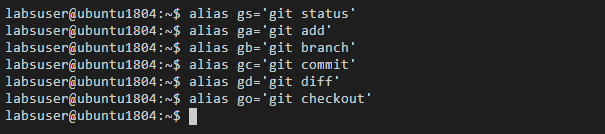 labsuser@ubuntu1804:~$ alias gs='git status'
labsuser@ubuntu1804:~$ alias ga='git add'
labsuser@ubuntu1804:~$ alias gb='git branch'
labsuser@ubuntu1804:~$ alias gc='git commit'
labsuser@ubuntu1804:~$ alias gd='git diff'
labsuser@ubuntu1804:~$ alias go='git checkout'
labsuser@ubuntu1804:~$